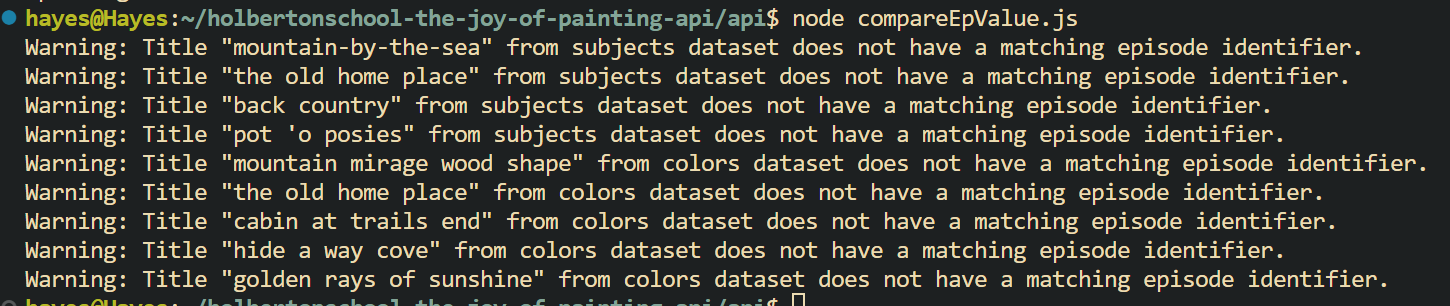 hayes@Hayes:~/holbertonschool-the-joy-of-painting-api/api$ node compareEpValue.js
Warning: Title "mountain-by-the-sea" from subjects dataset does not have a matching episode identifier.
Warning: Title "the old home place" from subjects dataset does not have a matching episode identifier.
Warning: Title "back country" from subjects dataset does not have a matching episode identifier.
Warning: Title "pot 'o posies" from subjects dataset does not have a matching episode identifier.
Warning: Title "mountain mirage wood shape" from colors dataset does not have a matching episode identifier.
Warning: Title "the old home place" from colors dataset does not have a matching episode identifier.
Warning: Title "cabin at trails end" from colors dataset does not have a matching episode identifier.
Warning: Title "hide a way cove" from colors dataset does not have a matching episode identifier.
Warning: Title "golden rays of sunshine" from colors dataset does not have a matching episode identifier.
hayes@Hayes:~/holbertonschool-the-joy-of-painting-api/api$